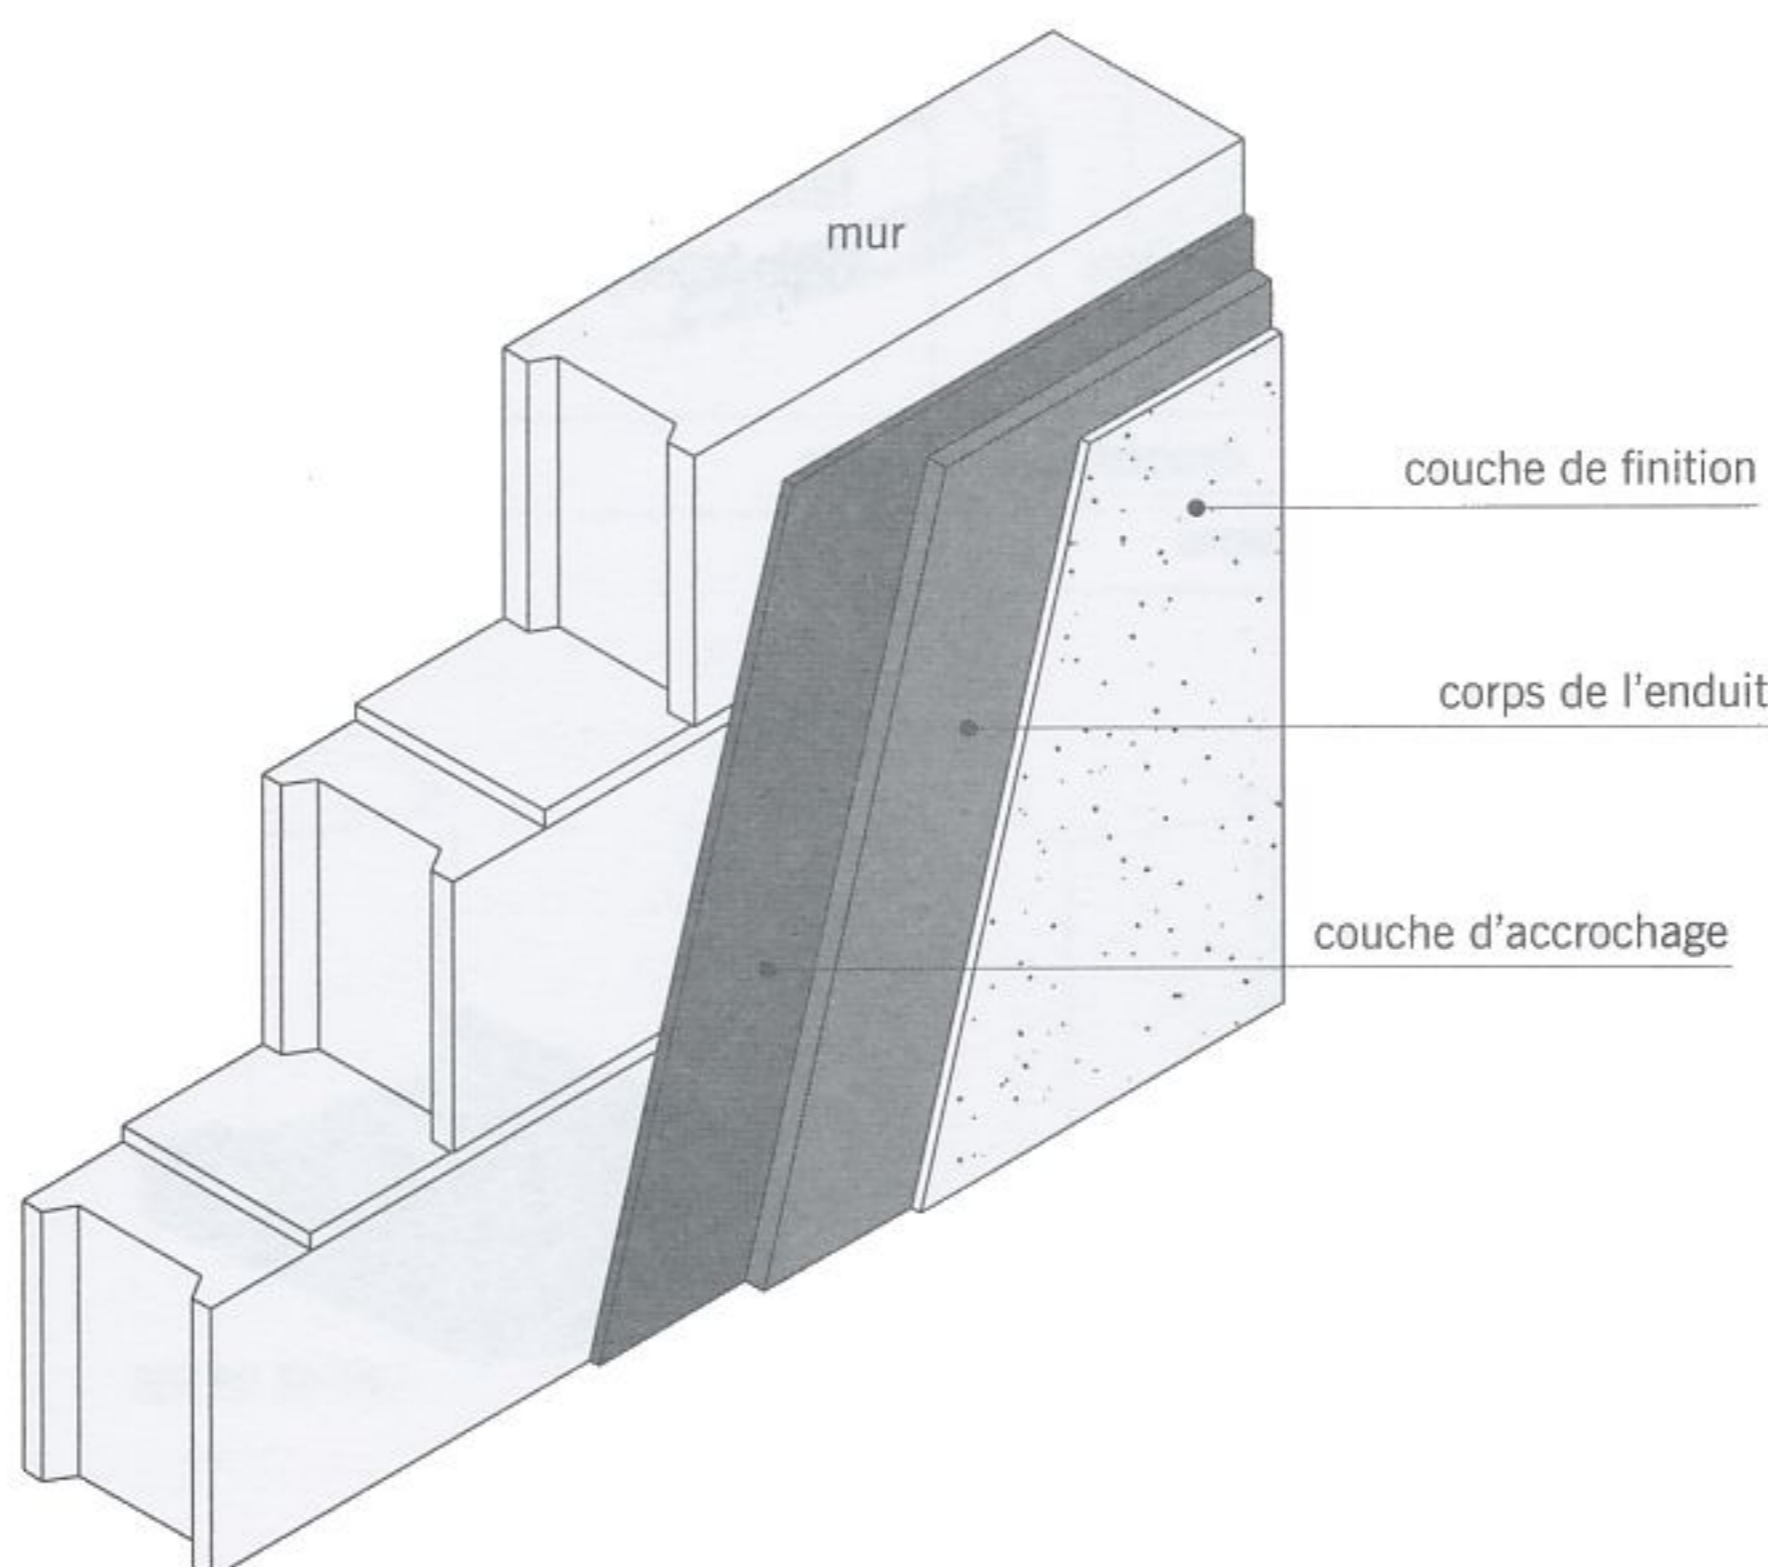 mur
couche de finition
corps de l'enduit
couche d'accrochage